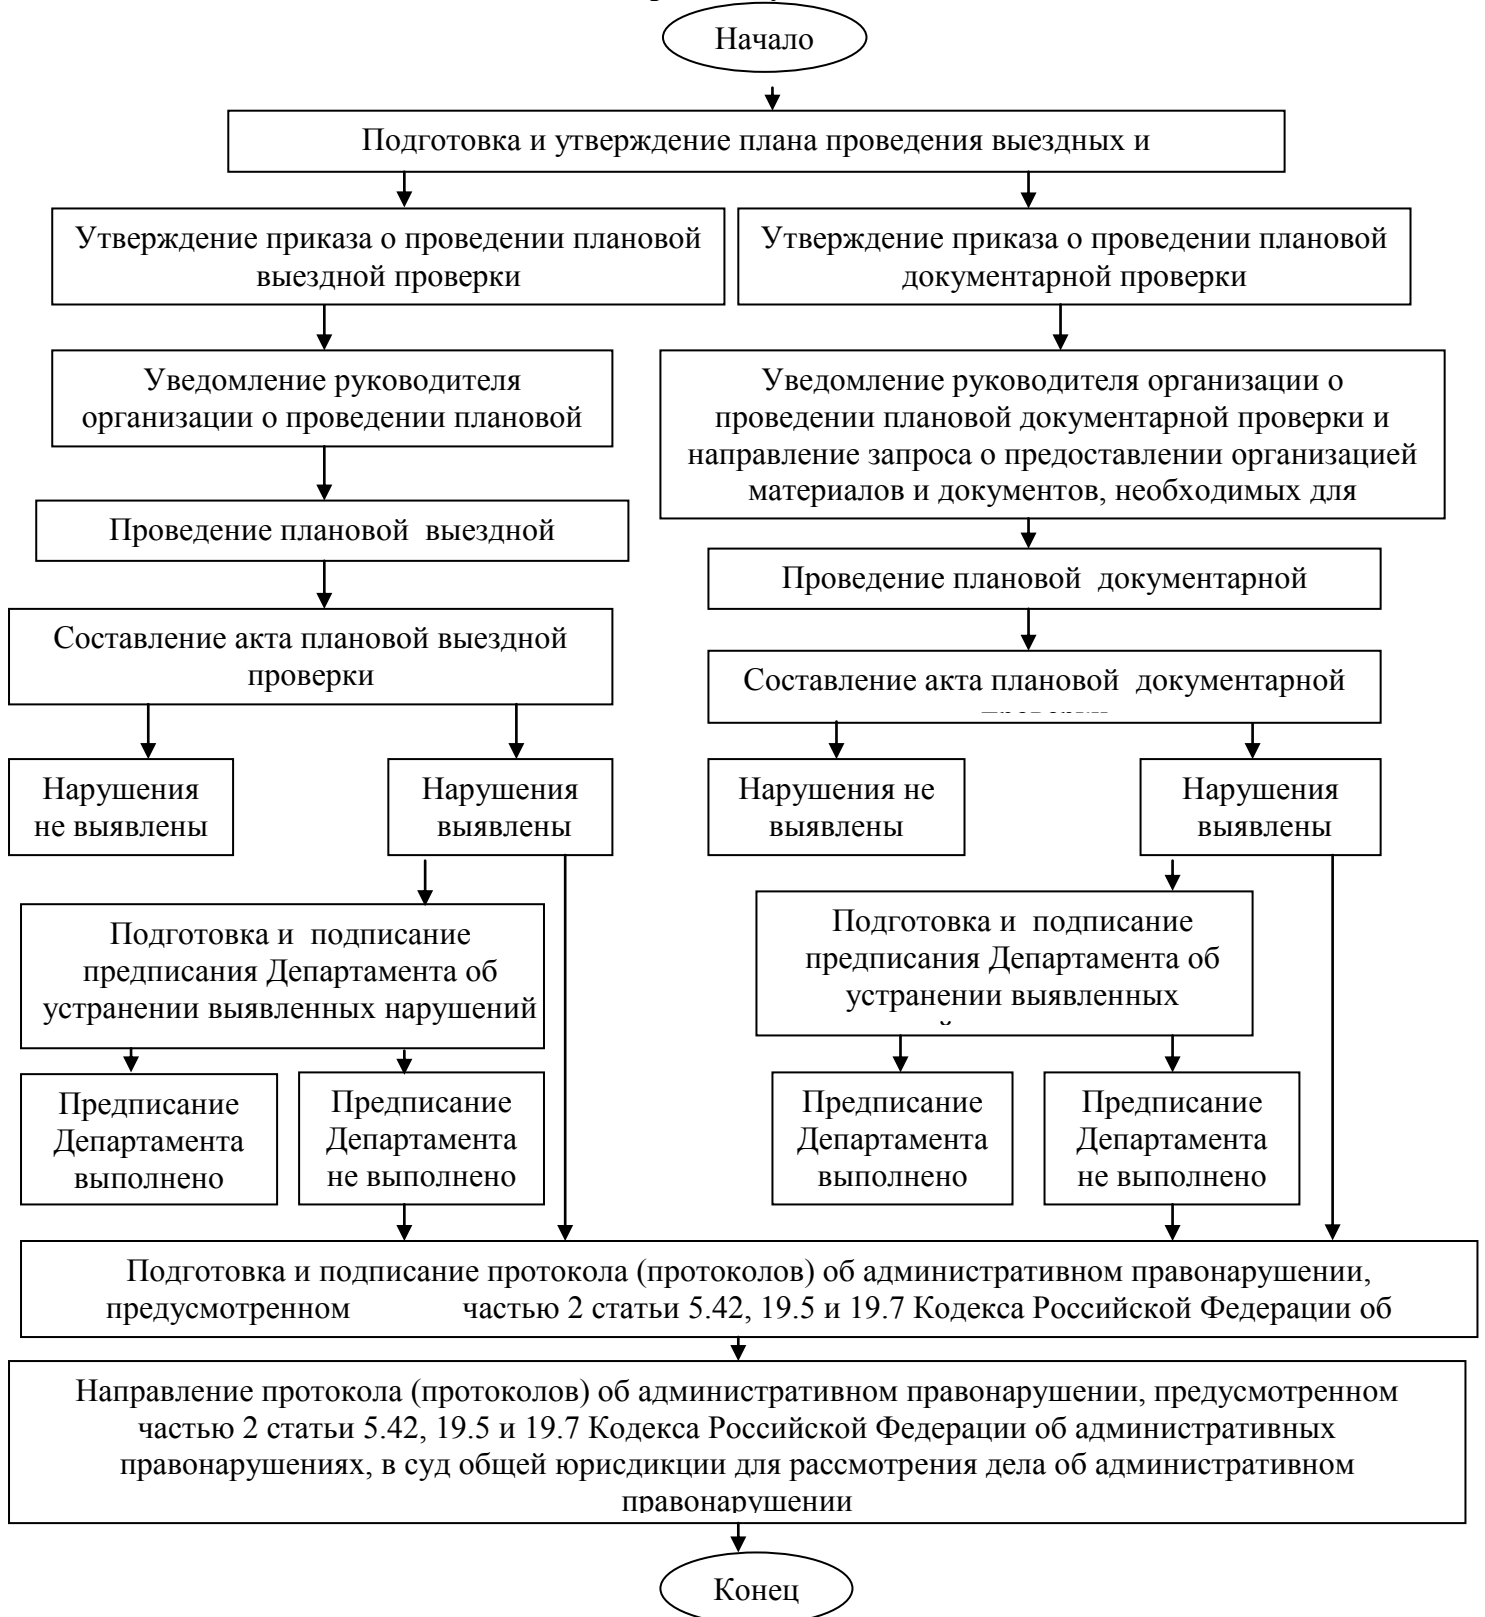 Начало
Подготовка и утверждение плана проведения выездных и
Утверждение приказа о проведении плановой
выездной проверки
Утверждение приказа о проведении плановой
документарной проверки
Уведомление руководителя
организации о проведении плановой
Уведомление руководителя организации о
проведении плановой документарной проверки и
направление запроса о предоставлении организацией
материалов и документов, необходимых для
Проведение плановой выездной
Проведение плановой документарной
Составление акта плановой выездной
проверки
Составление акта плановой документарной
Нарушения
не выявлены
Нарушения
выявлены
Нарушения не
выявлены
Нарушения
выявлены
Подготовка и подписание
предписания Департамента об
устранении выявленных нарушений
Подготовка и подписание
предписания Департамента об
устранении выявленных
Предписание
Департамента
выполнено
Предписание
Департамента
не выполнено
Предписание
Департамента
выполнено
Предписание
Департамента
не выполнено
Подготовка и подписание протокола (протоколов) об административном правонарушении,
предусмотренном частью 2 статьи 5.42, 19.5 и 19.7 Кодекса Российской Федерации об
Направление протокола (протоколов) об административном правонарушении, предусмотренном
частью 2 статьи 5.42, 19.5 и 19.7 Кодекса Российской Федерации об административных
правонарушениях, в суд общей юрисдикции для рассмотрения дела об административном
правонарушении
Конец